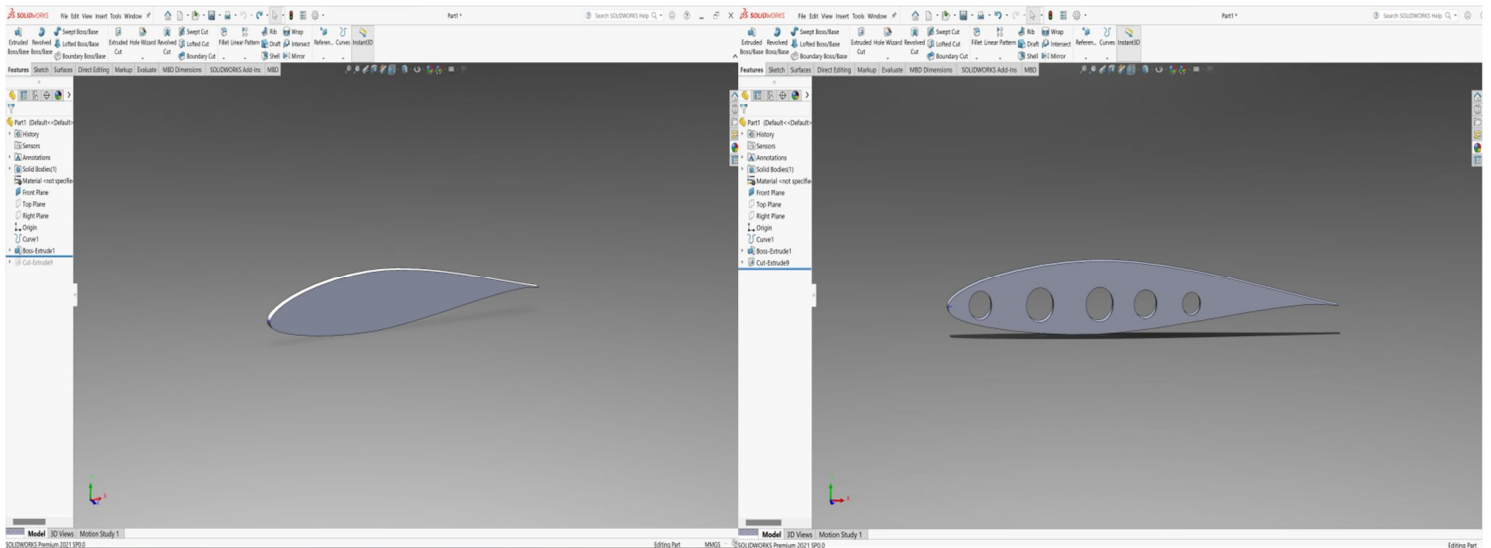 SOLIDWORKS File Edit View Insert Tools Window Part1 * Search SOLIDWORKS Help
Extruded Boss/Base Revolved Boss/Base Swept Boss/Base Lofted Boss/Base Boundary Boss/Base Extruded Cut Hole Wizard Revolved Cut Swept Cut Lofted Cut Boundary Cut Fillet Linear Pattern Rib Draft Shell Wrap Intersect Mirror Referen... Curves Instant3D
Features Sketch Surfaces Direct Editing Markup Evaluate MBD Dimensions SOLIDWORKS Add-Ins MBD
Part1 (Default<<Default>
History
Sensors
Annotations
Solid Bodies(1)
Material <not specifie
Front Plane
Top Plane
Right Plane
Origin
Curve1
Boss-Extrude1
Cut-Extrude9
Model 3D Views Motion Study 1
SOLIDWORKS Premium 2021 SP0.0 Editing Part MMGS
SOLIDWORKS File Edit View Insert Tools Window Part1 * Search SOLIDWORKS Help
Extruded Boss/Base Revolved Boss/Base Swept Boss/Base Lofted Boss/Base Boundary Boss/Base Extruded Cut Hole Wizard Revolved Cut Swept Cut Lofted Cut Boundary Cut Fillet Linear Pattern Rib Draft Shell Wrap Intersect Mirror Referen... Curves Instant3D
Features Sketch Surfaces Direct Editing Markup Evaluate MBD Dimensions SOLIDWORKS Add-Ins MBD
Part1 (Default<<Default>
History
Sensors
Annotations
Solid Bodies(1)
Material <not specifie
Front Plane
Top Plane
Right Plane
Origin
Curve1
Boss-Extrude1
Cut-Extrude9
Model 3D Views Motion Study 1
SOLIDWORKS Premium 2021 SP0.0 Editing Part